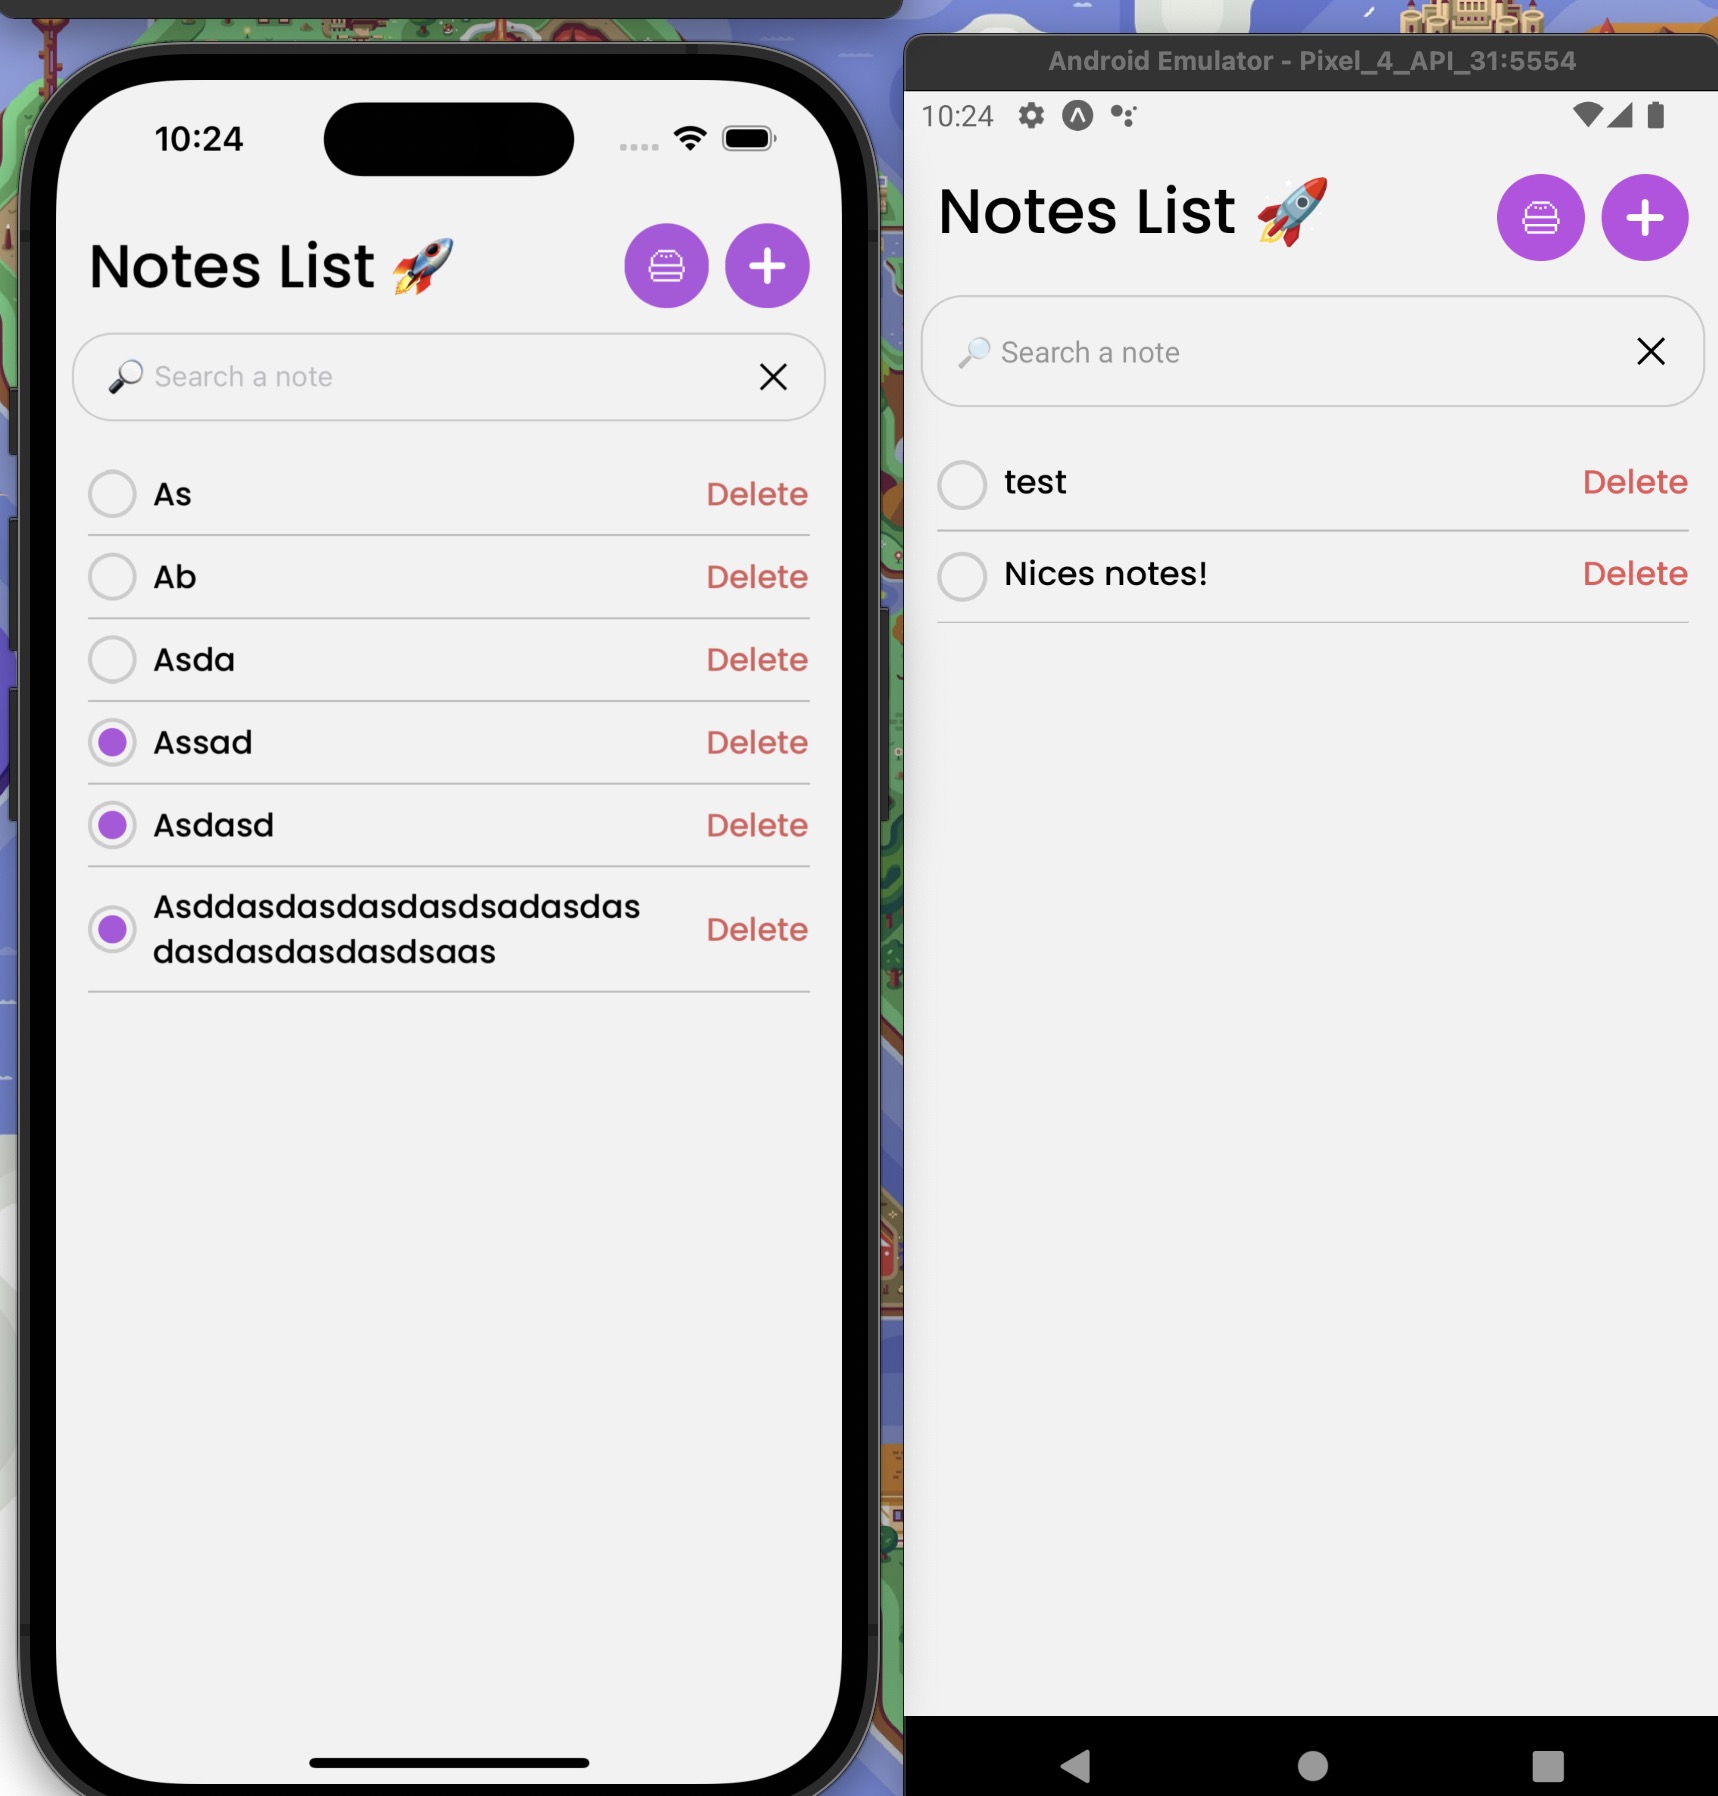 10:24
Notes List 🚀
🔎 Search a note
As Delete
Ab Delete
Asda Delete
Assad Delete
Asdasd Delete
Asddasdasdasdasdsadasdas
dasdasdasdasdsaas Delete
Android Emulator - Pixel_4_API_31:5554
10:24
Notes List 🚀
🔎 Search a note
test Delete
Nices notes! Delete